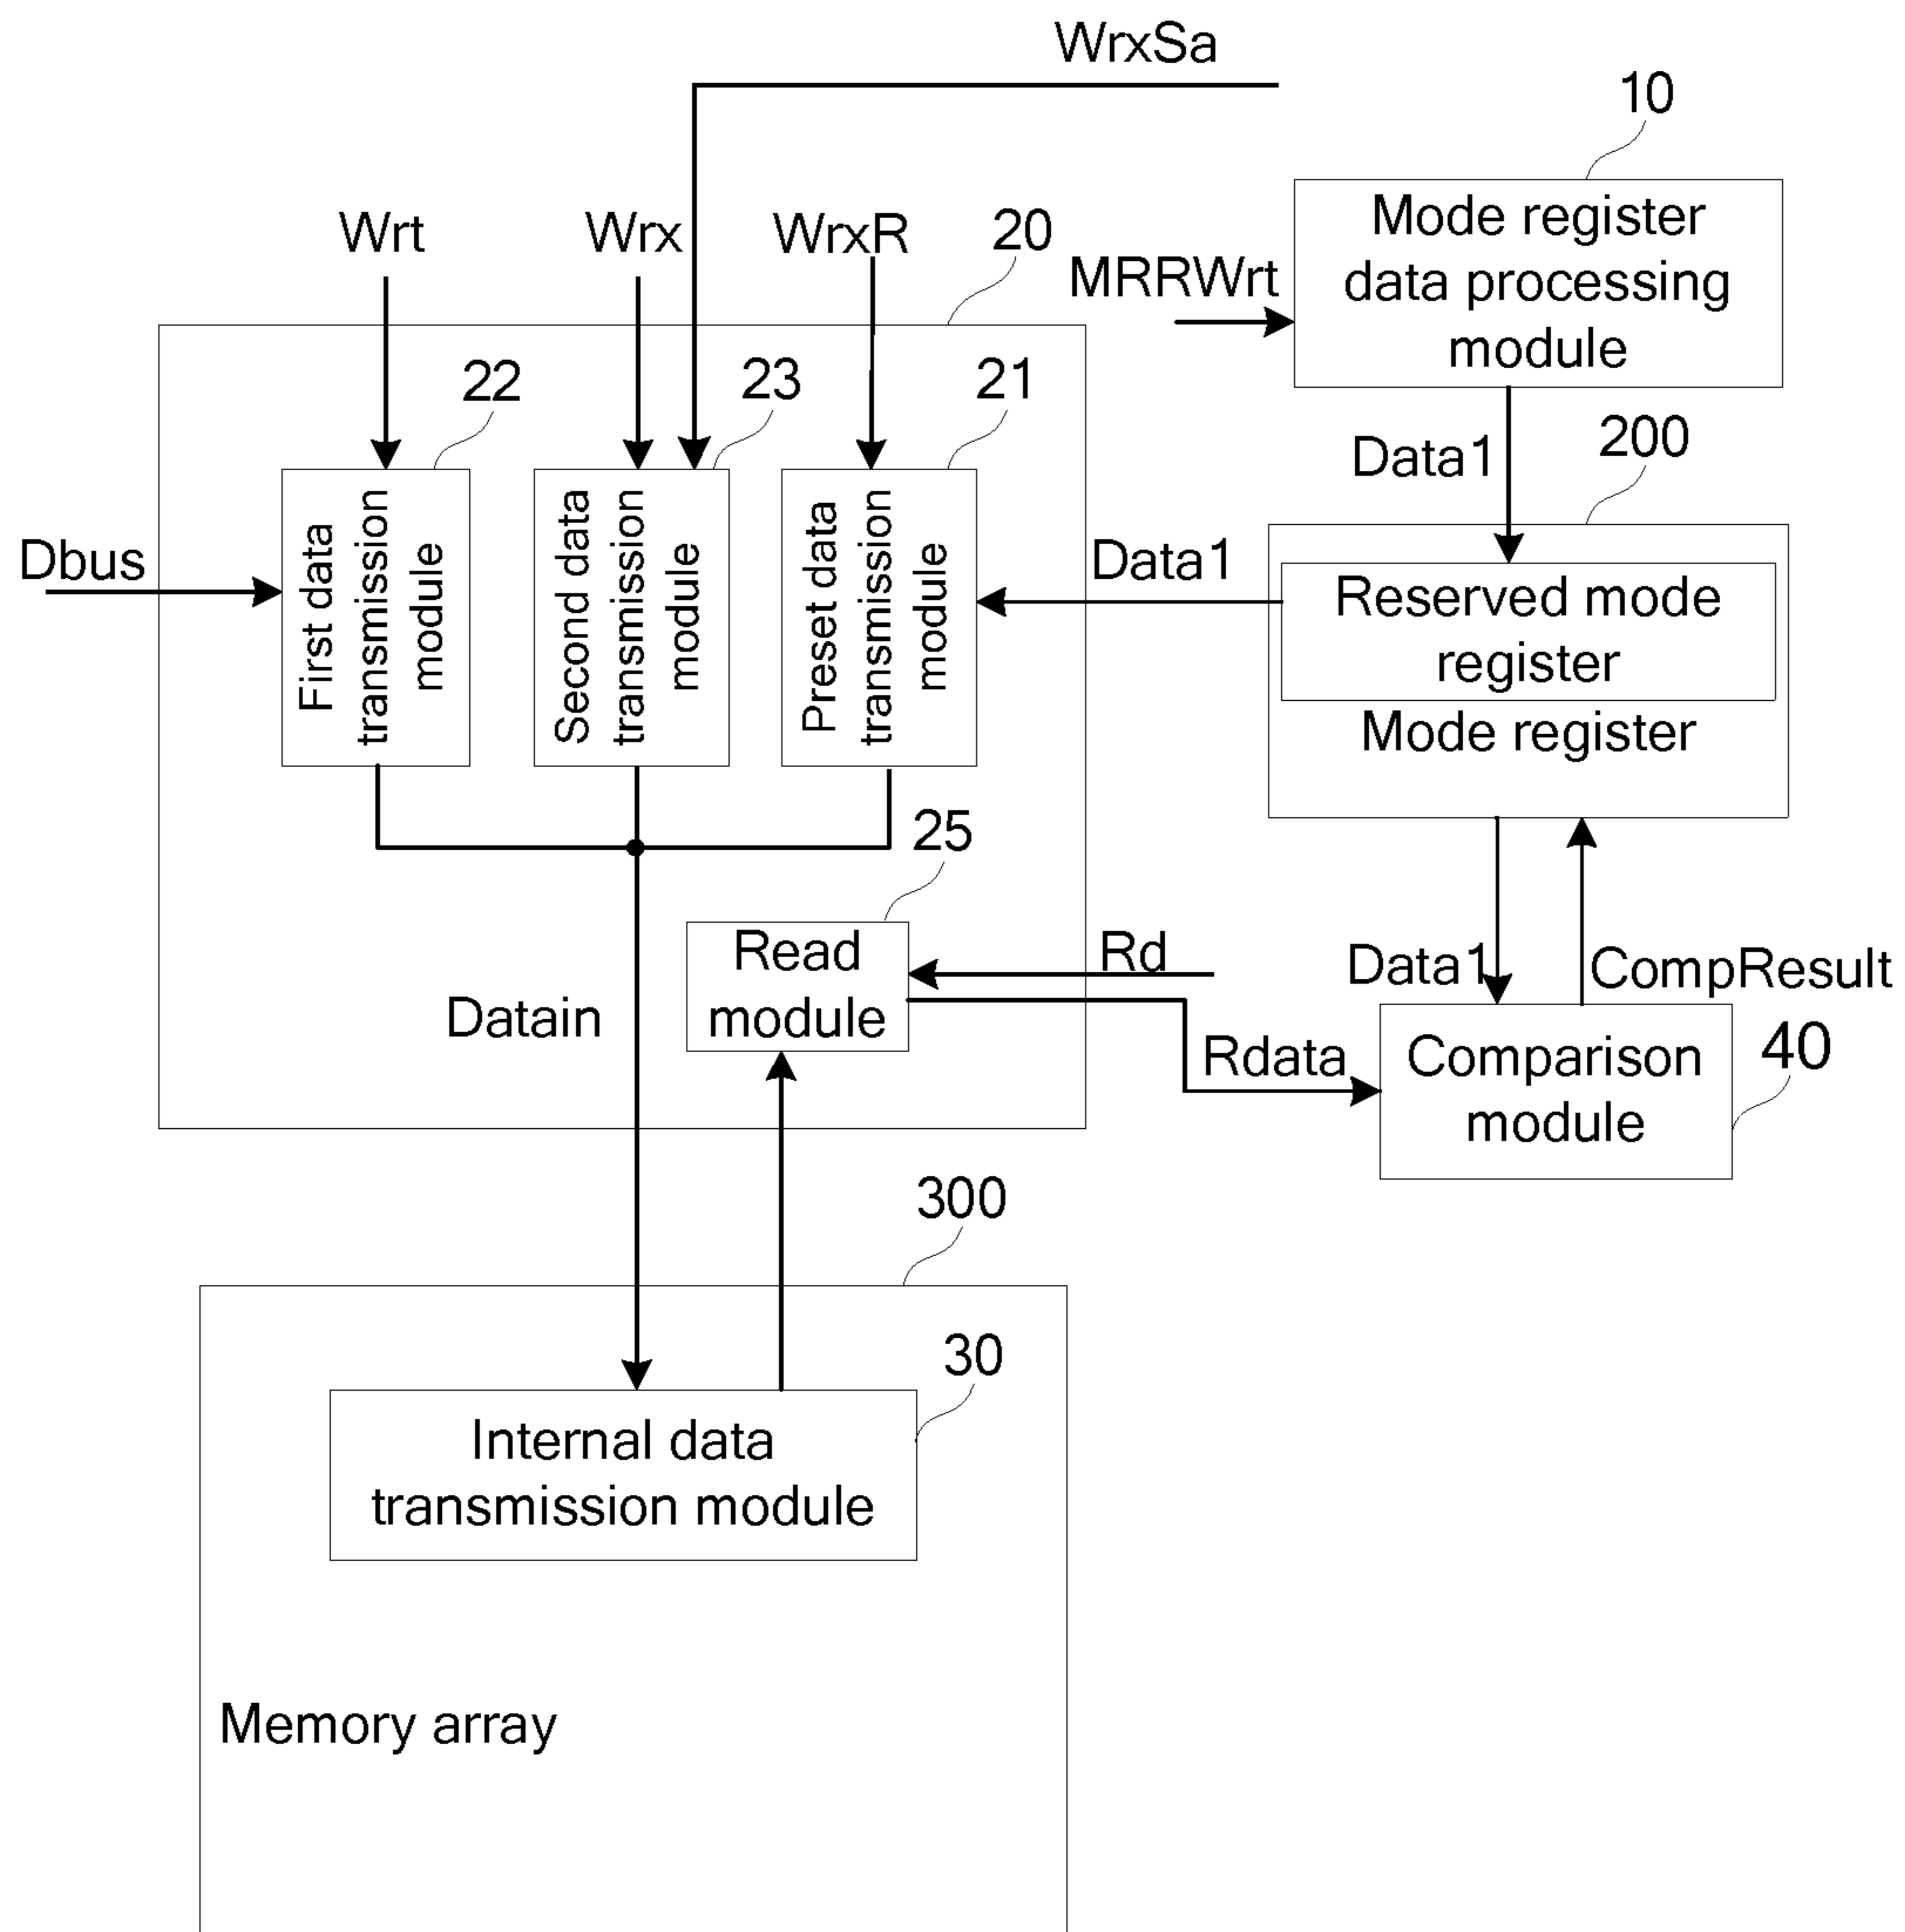 WrxSa
10
Mode register
data processing
module
Wrt
Wrx
WrxR
20
MRRWrt
22
23
21
Data1
200
First data
transmission
module
Second data
transmission
module
Preset data
transmission
module
Dbus
Data1
Reserved mode
register
Mode register
25
Read
module
Rd
Data1
CompResult
Datain
Rdata
Comparison
module
40
300
30
Internal data
transmission module
Memory array